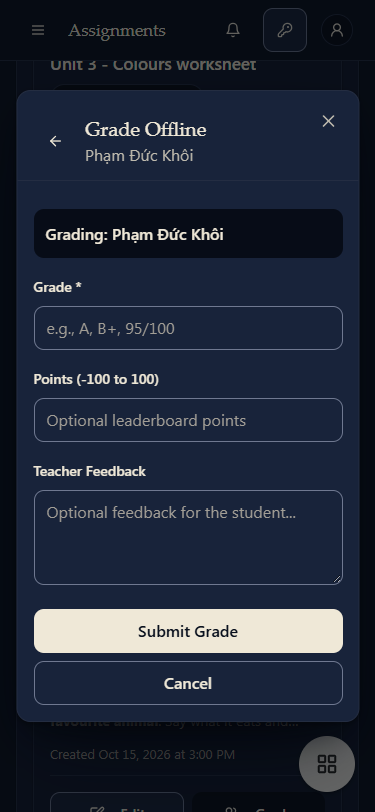 Assignments
Unit 3 - Colours worksheet
Grade Offline
Phạm Đức Khôi
Grading: Phạm Đức Khôi
Grade *
e.g., A, B+, 95/100
Points (-100 to 100)
Optional leaderboard points
Teacher Feedback
Optional feedback for the student...
Submit Grade
Cancel
favourite animal. Say what it eats and...
Created Oct 15, 2026 at 3:00 PM